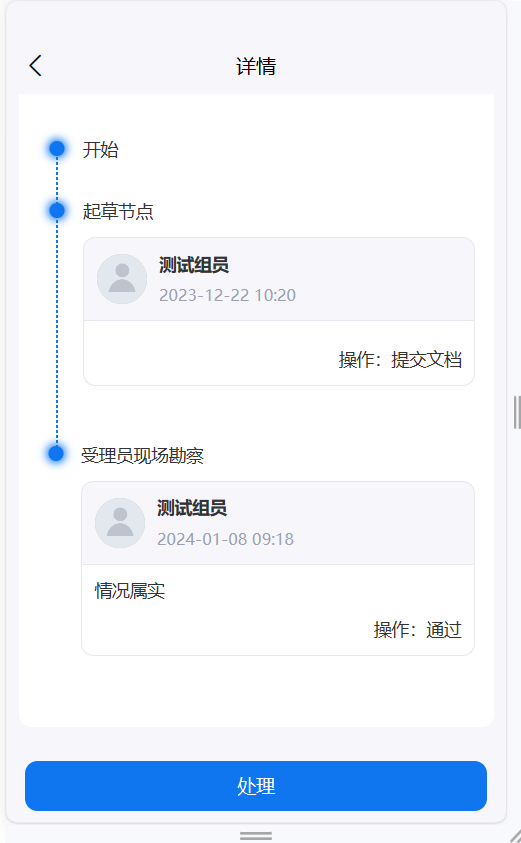 详情
开始
起草节点
测试组员
2023-12-22 10:20
操作：提交文档
受理员现场勘察
测试组员
2024-01-08 09:18
情况属实
操作：通过
处理